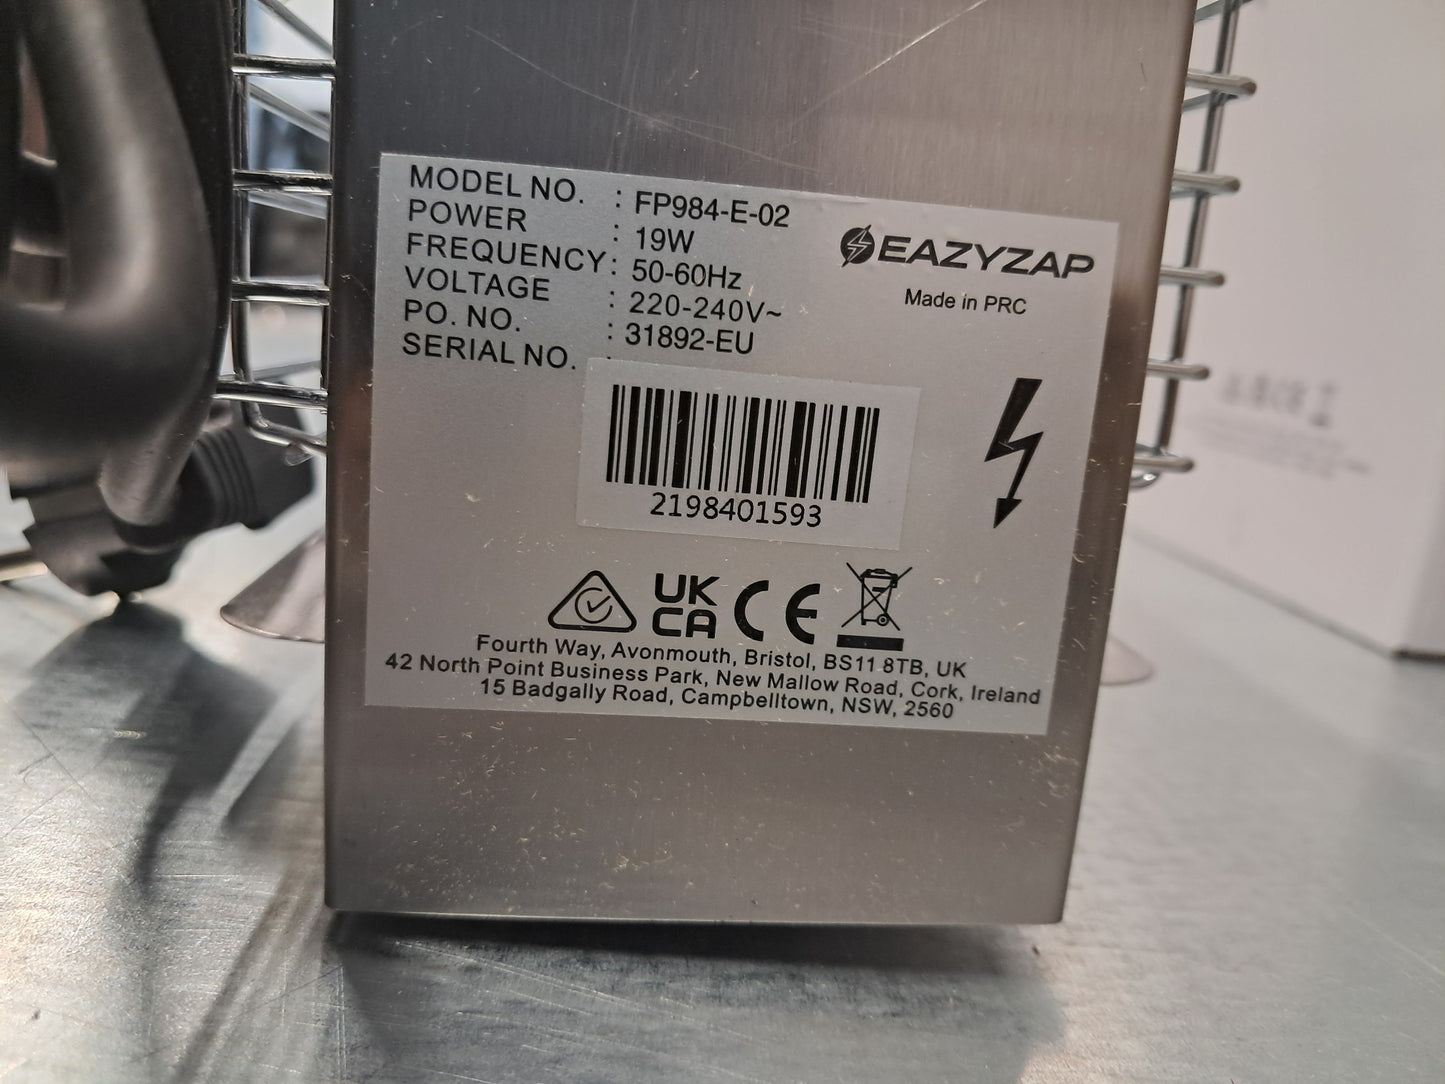 MODEL NO. : FP984-E-02
POWER : 19W
FREQUENCY : 50-60Hz
VOLTAGE : 220-240V~
PO. NO. : 31892-EU
SERIAL NO. :
EAZYZAP
Made in PRC
2198401593
UK
CA
CE
Fourth Way, Avonmouth, Bristol, BS11 8TB, UK
42 North Point Business Park, New Mallow Road, Cork, Ireland
15 Badgally Road, Campbelltown, NSW, 2560